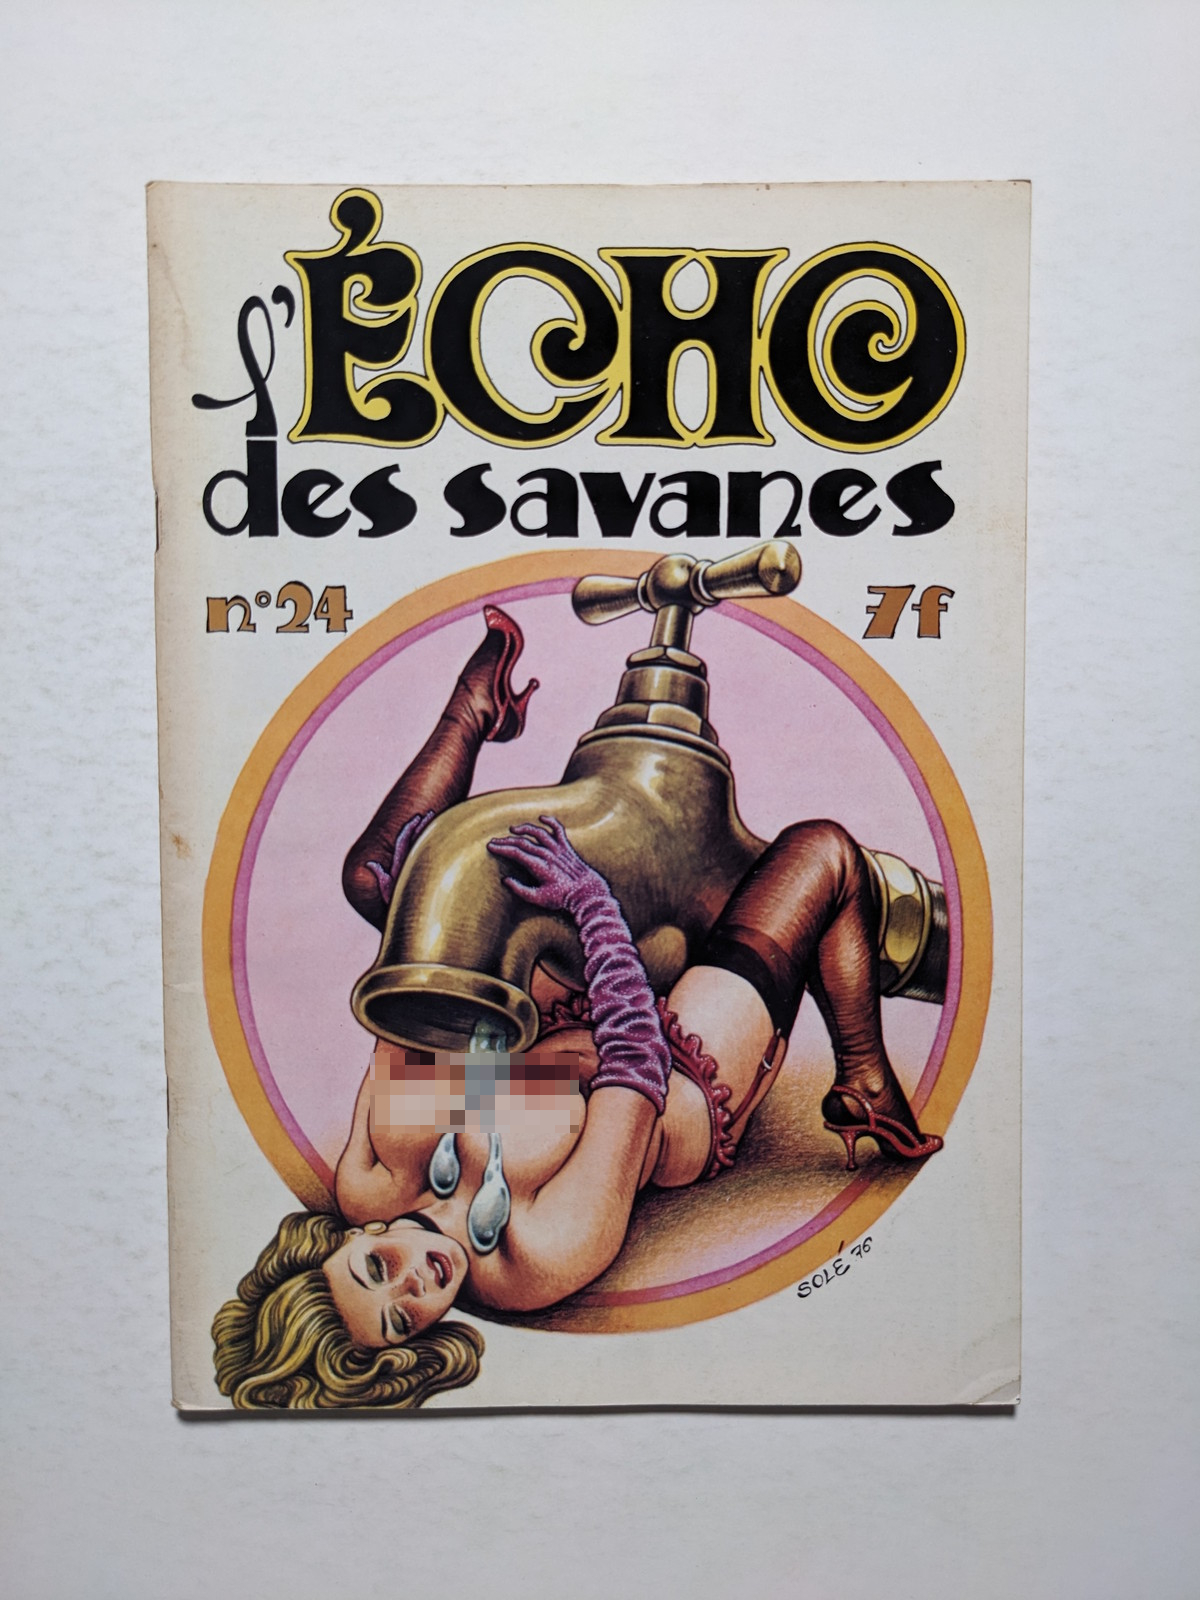 l'ÉCHO
des savanes
n°24 7f
SOLÉ 76